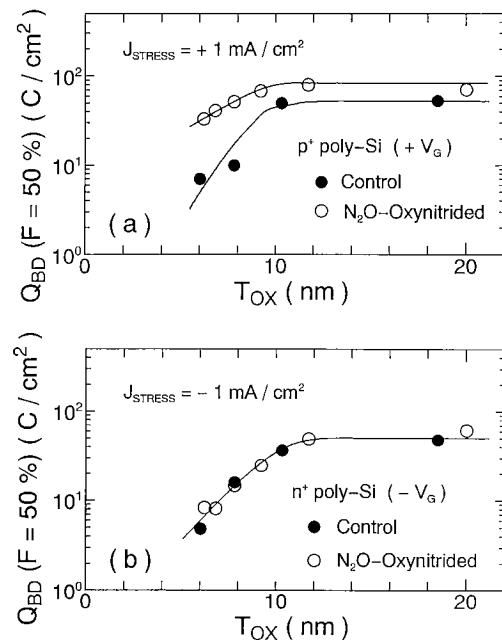 ( a )
J_STRESS = + 1 mA / cm²
p⁺ poly-Si ( + V_G )
● Control
○ N₂O-Oxynitrided
10²
10¹
10⁰
0
10
20
T_OX ( nm )
Q_BD (F = 50 %) ( C / cm² )
( b )
J_STRESS = - 1 mA / cm²
n⁺ poly-Si ( - V_G )
● Control
○ N₂O-Oxynitrided
10²
10¹
10⁰
0
10
20
T_OX ( nm )
Q_BD (F = 50 %) ( C / cm² )